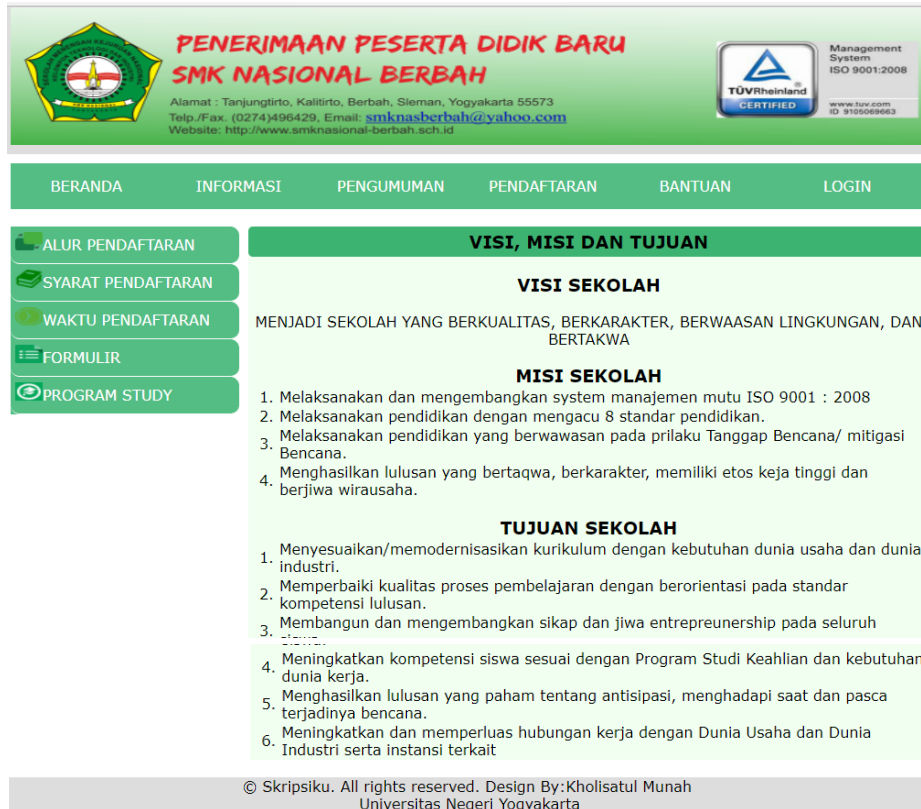 PENERIMAAN PESERTA DIDIK BARU
SMK NASIONAL BERBAH
Alamat : Tanjungtirto, Kalitirto, Berbah, Sleman, Yogyakarta 55573
Telp./Fax. (0274)496429, Email: smknasberbah@yahoo.com
Website: http://www.smknasional-berbah.sch.id
TÜVRheinland
CERTIFIED
Management
System
ISO 9001:2008
www.tuv.com
ID 9105069663
BERANDA INFORMASI PENGUMUMAN PENDAFTARAN BANTUAN LOGIN
ALUR PENDAFTARAN
SYARAT PENDAFTARAN
WAKTU PENDAFTARAN
FORMULIR
PROGRAM STUDY
VISI, MISI DAN TUJUAN
VISI SEKOLAH
MENJADI SEKOLAH YANG BERKUALITAS, BERKARAKTER, BERWAASAN LINGKUNGAN, DAN
BERTAKWA
MISI SEKOLAH
1. Melaksanakan dan mengembangkan system manajemen mutu ISO 9001 : 2008
2. Melaksanakan pendidikan dengan mengacu 8 standar pendidikan.
3. Melaksanakan pendidikan yang berwawasan pada prilaku Tanggap Bencana/ mitigasi
Bencana.
4. Menghasilkan lulusan yang bertaqwa, berkarakter, memiliki etos keja tinggi dan
berjiwa wirausaha.
TUJUAN SEKOLAH
1. Menyesuaikan/memodernisasikan kurikulum dengan kebutuhan dunia usaha dan dunia
industri.
2. Memperbaiki kualitas proses pembelajaran dengan berorientasi pada standar
kompetensi lulusan.
3. Membangun dan mengembangkan sikap dan jiwa entrepreunership pada seluruh
4. Meningkatkan kompetensi siswa sesuai dengan Program Studi Keahlian dan kebutuhan
dunia kerja.
5. Menghasilkan lulusan yang paham tentang antisipasi, menghadapi saat dan pasca
terjadinya bencana.
6. Meningkatkan dan memperluas hubungan kerja dengan Dunia Usaha dan Dunia
Industri serta instansi terkait
© Skripsiku. All rights reserved. Design By:Kholisatul Munah
Universitas Negeri Yogyakarta